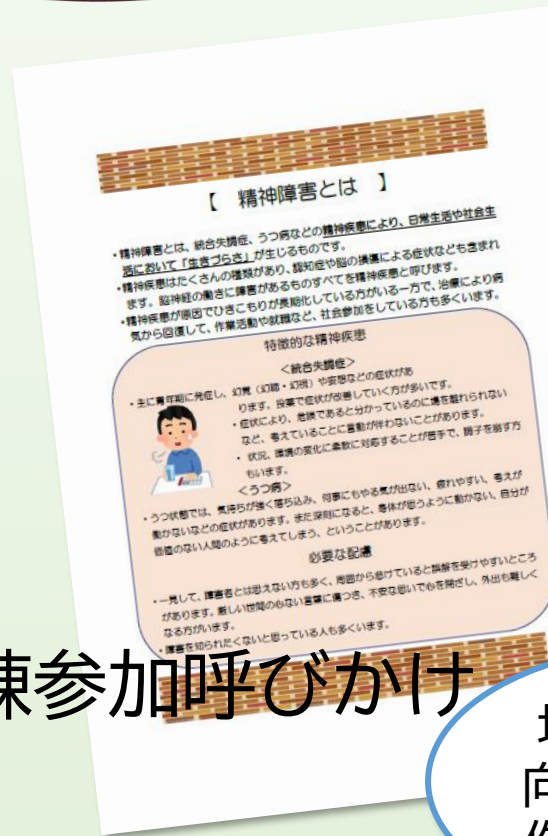 【 精神障害とは 】
・精神障害とは、統合失調症、うつ病などの精神疾患により、日常生活や社会生
活において「生きづらさ」が生じるものです。
・精神疾患はたくさんの種類があり、認知症や脳の損傷による症状なども含まれ
ます。脳神経の働きに障害があるものすべてを精神疾患と呼びます。
・精神疾患が原因でひきこもりが長期化している方がいる一方で、治療により病
気から回復して、作業活動や就職など、社会参加をしている方も多くいます。
特徴的な精神疾患
＜統合失調症＞
・主に青年期に発症し、幻覚（幻聴・幻視）や妄想などの症状があ
ります。投薬で症状が改善していく方が多いです。
・症状により、危険であると分かっているのに場を離れられない
など、考えていることに言動が伴わないことがあります。
・状況、環境の変化に柔軟に対応することが苦手で、調子を崩す方
もいます。
＜うつ病＞
・うつ状態では、気持ちが強く落ち込み、何事にもやる気が出ない、疲れやすい、考えが
働かないなどの症状があります。また深刻になると、身体が思うように動かない、自分が
価値のない人間のように考えてしまう、ということがあります。
必要な配慮
・一見して、障害者とは思えない方も多く、周囲から怠けていると誤解を受けやすいところ
があります。厳しい世間の心ない言葉に傷つき、不安な思いで心を閉ざし、外出も難しく
なる方がいます。
・障害を知られたくないと思っている人も多くいます。
練参加呼びかけ
向